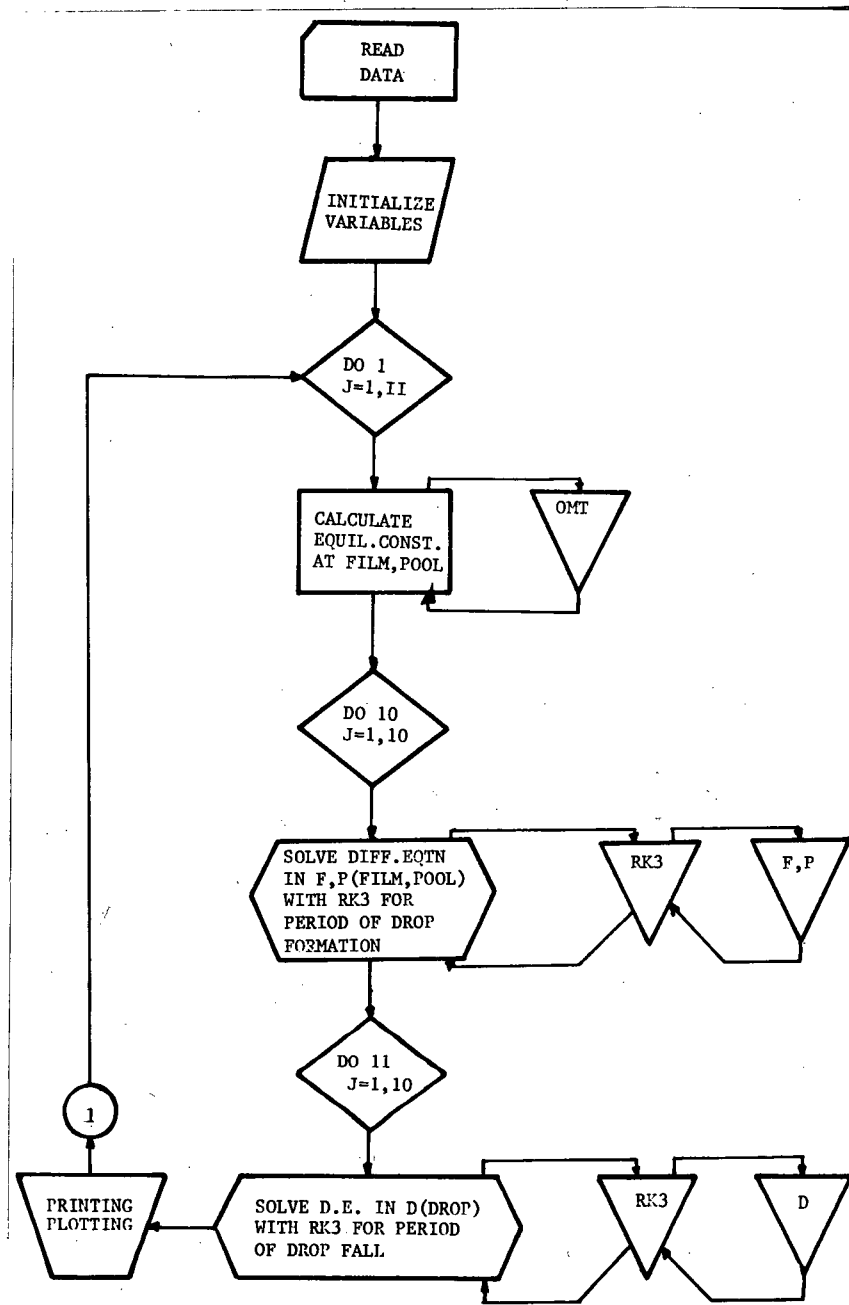 READ
DATA
INITIALIZE
VARIABLES
DO 1
J=1,II
CALCULATE
EQUIL.CONST.
AT FILM,POOL
OMT
DO 10
J=1,10
SOLVE DIFF.EQTN
IN F,P(FILM,POOL)
WITH RK3 FOR
PERIOD OF DROP
FORMATION
RK3
F,P
DO 11
J=1,10
1
PRINTING
PLOTTING
SOLVE D.E. IN D(DROP)
WITH RK3 FOR PERIOD
OF DROP FALL
RK3
D